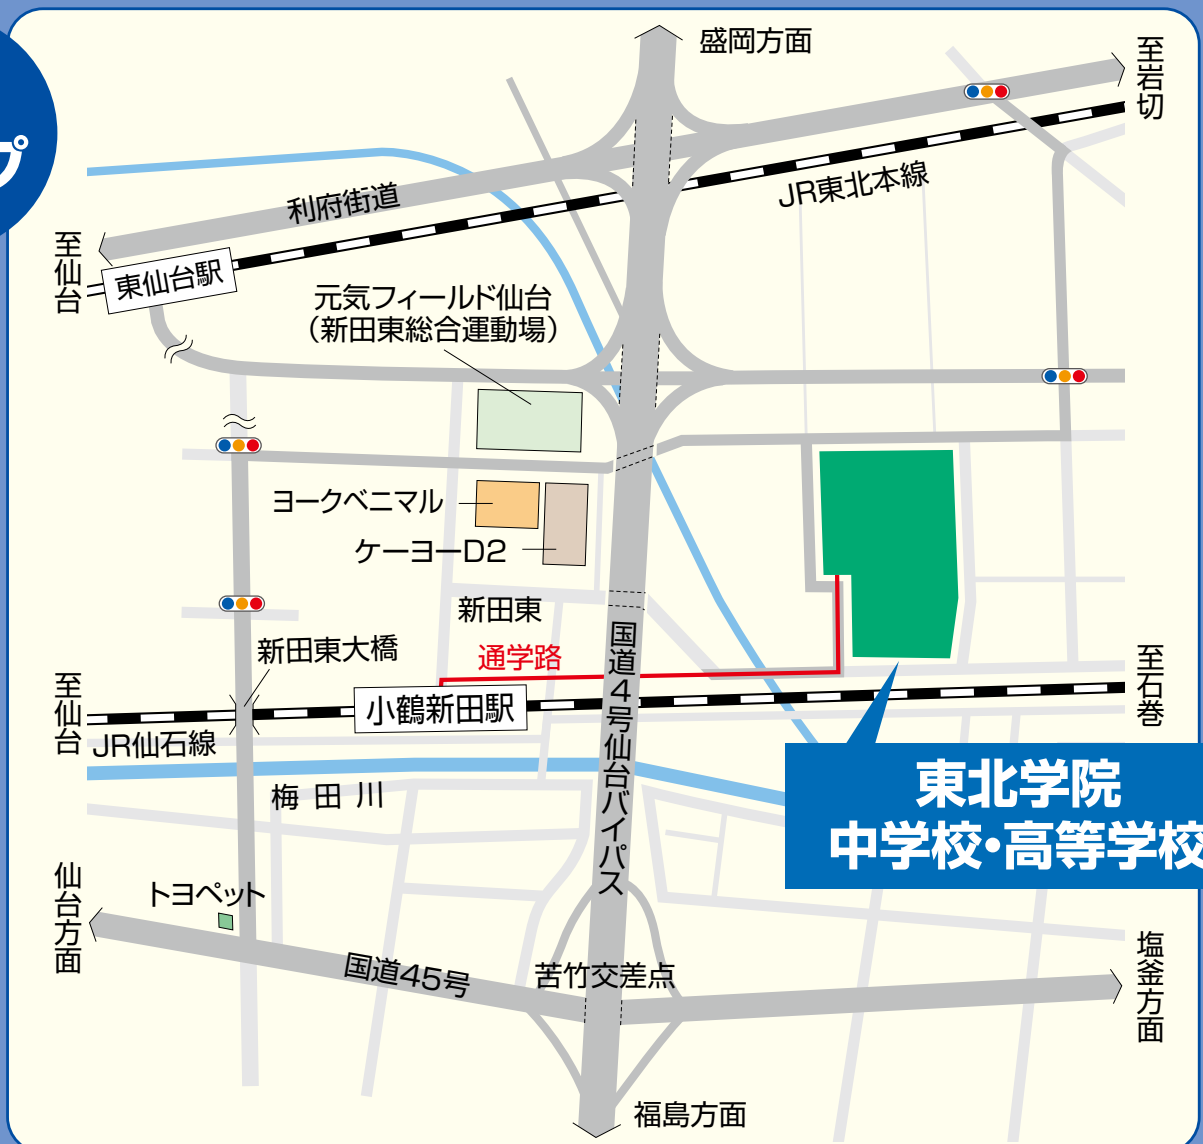 プ
盛岡方面
至岩切
JR東北本線
利府街道
至仙台
東仙台駅
元気フィールド仙台
（新田東総合運動場）
ヨークベニマル
ケーヨーD2
新田東
新田東大橋
通学路
国道4号仙台バイパス
至仙台
小鶴新田駅
至石巻
JR仙石線
梅田川
東北学院
中学校・高等学校
仙台方面
トヨペット
国道45号
苦竹交差点
塩釜方面
福島方面